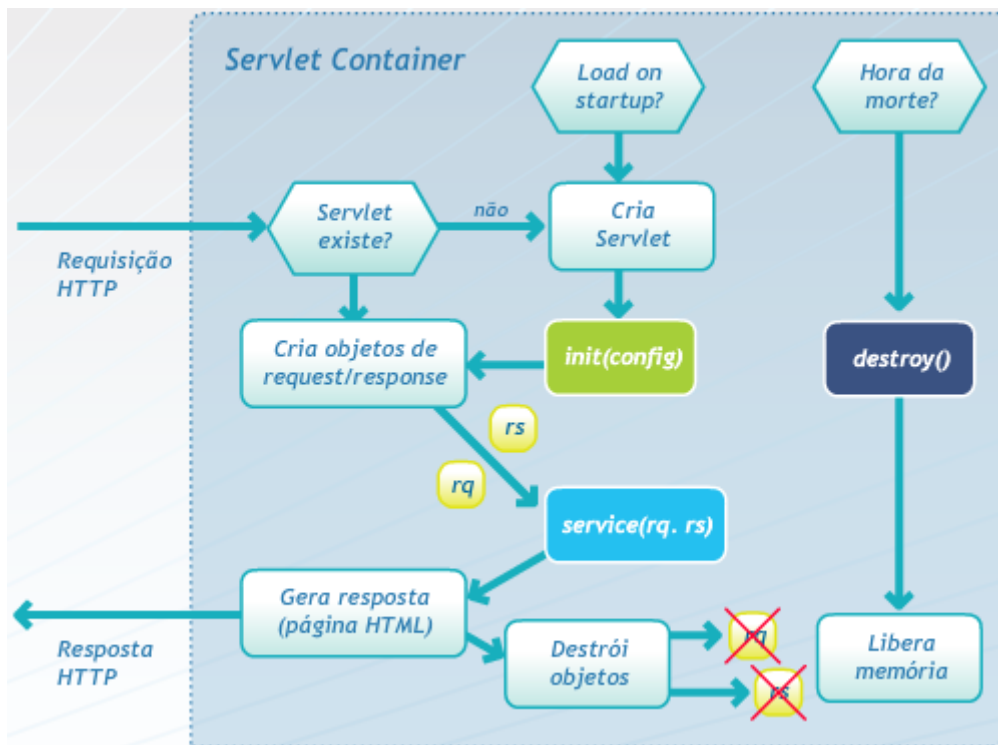 Servlet Container
Load on
startup?
Hora da
morte?
Servlet
existe?
não
Cria
Servlet
Requisição
HTTP
Cria objetos de
request/response
init(config)
destroy()
rs
rq
service(rq. rs)
Gera resposta
(página HTML)
Resposta
HTTP
Destrói
objetos
rq
rs
Libera
memória